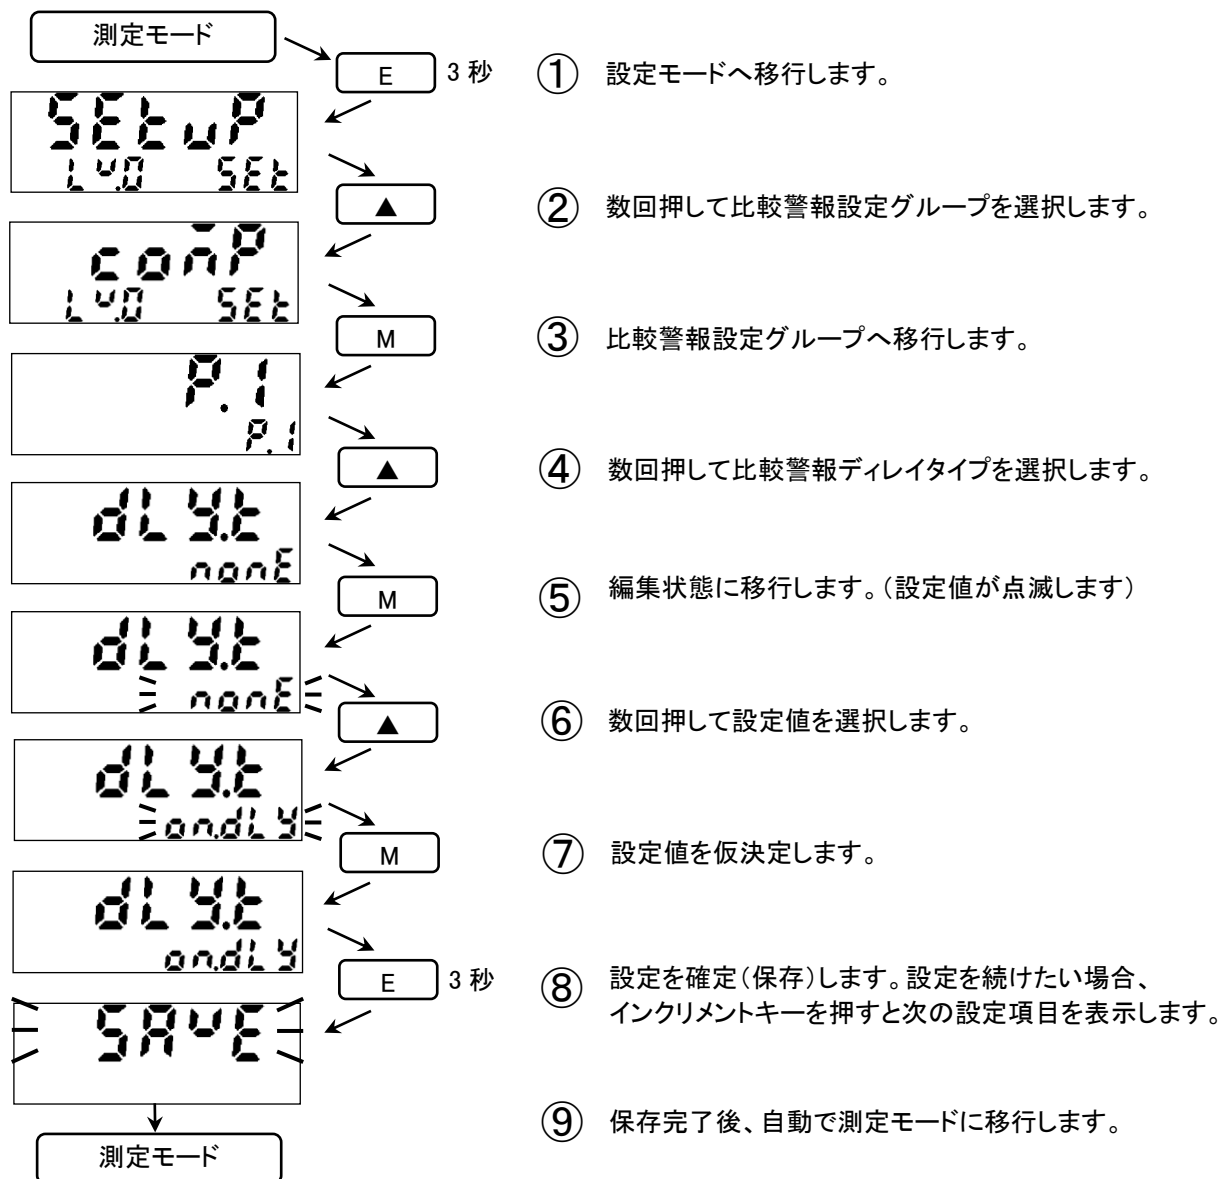 測定モード
E 3 秒 ① 設定モードへ移行します。
SEtuP
Lv.0 SEt
▲ ② 数回押して比較警報設定グループを選択します。
comP
Lv.0 SEt
M ③ 比較警報設定グループへ移行します。
P. 1
P. 1
▲ ④ 数回押して比較警報ディレイタイプを選択します。
dLY.t
nonE
M ⑤ 編集状態に移行します。(設定値が点滅します)
dLY.t
nonE
▲ ⑥ 数回押して設定値を選択します。
dLY.t
on.dLY
M ⑦ 設定値を仮決定します。
dLY.t
on.dLY
E 3 秒 ⑧ 設定を確定(保存)します。設定を続けたい場合、
インクリメントキーを押すと次の設定項目を表示します。
SAvE
⑨ 保存完了後、自動で測定モードに移行します。
測定モード